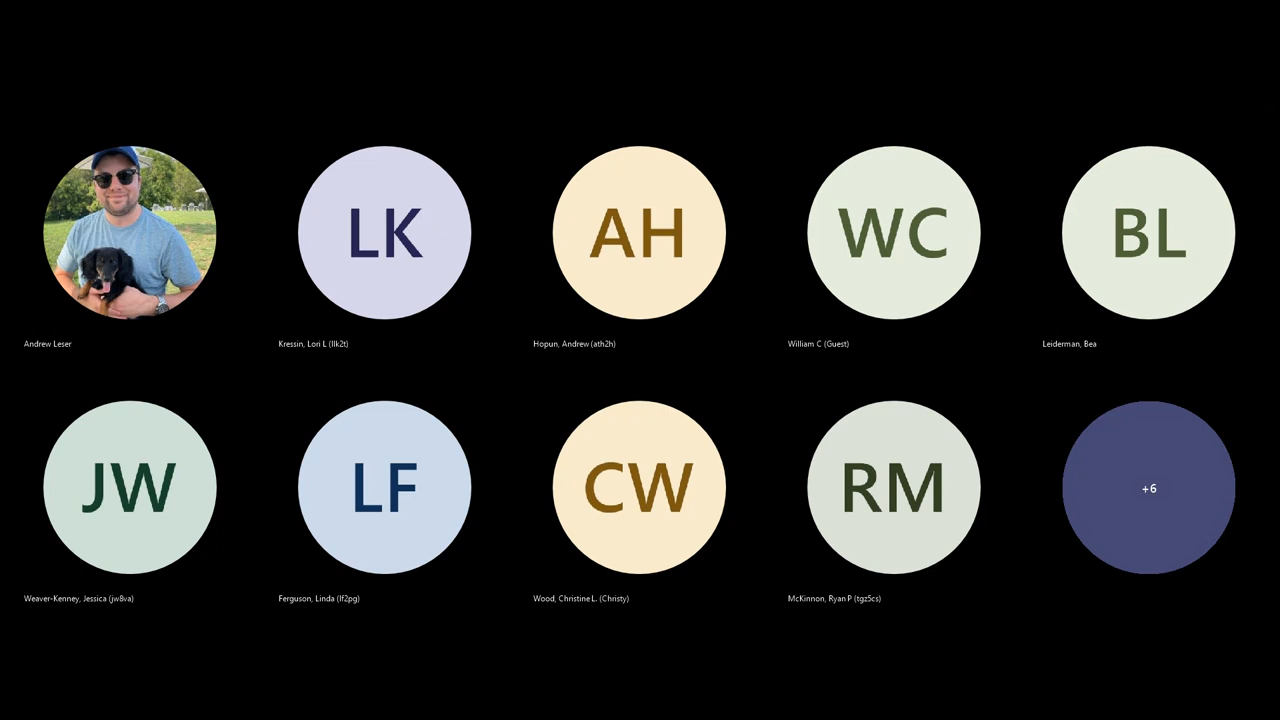 LK
AH
WC
BL
Andrew Leser
Kressin, Lori L (llk2t)
Hopun, Andrew (ath2h)
William C (Guest)
Leiderman, Bea
JW
LF
CW
RM
+6
Weaver-Kenney, Jessica (jw8va)
Ferguson, Linda (lf2pg)
Wood, Christine L. (Christy)
McKinnon, Ryan P (tgz5cs)